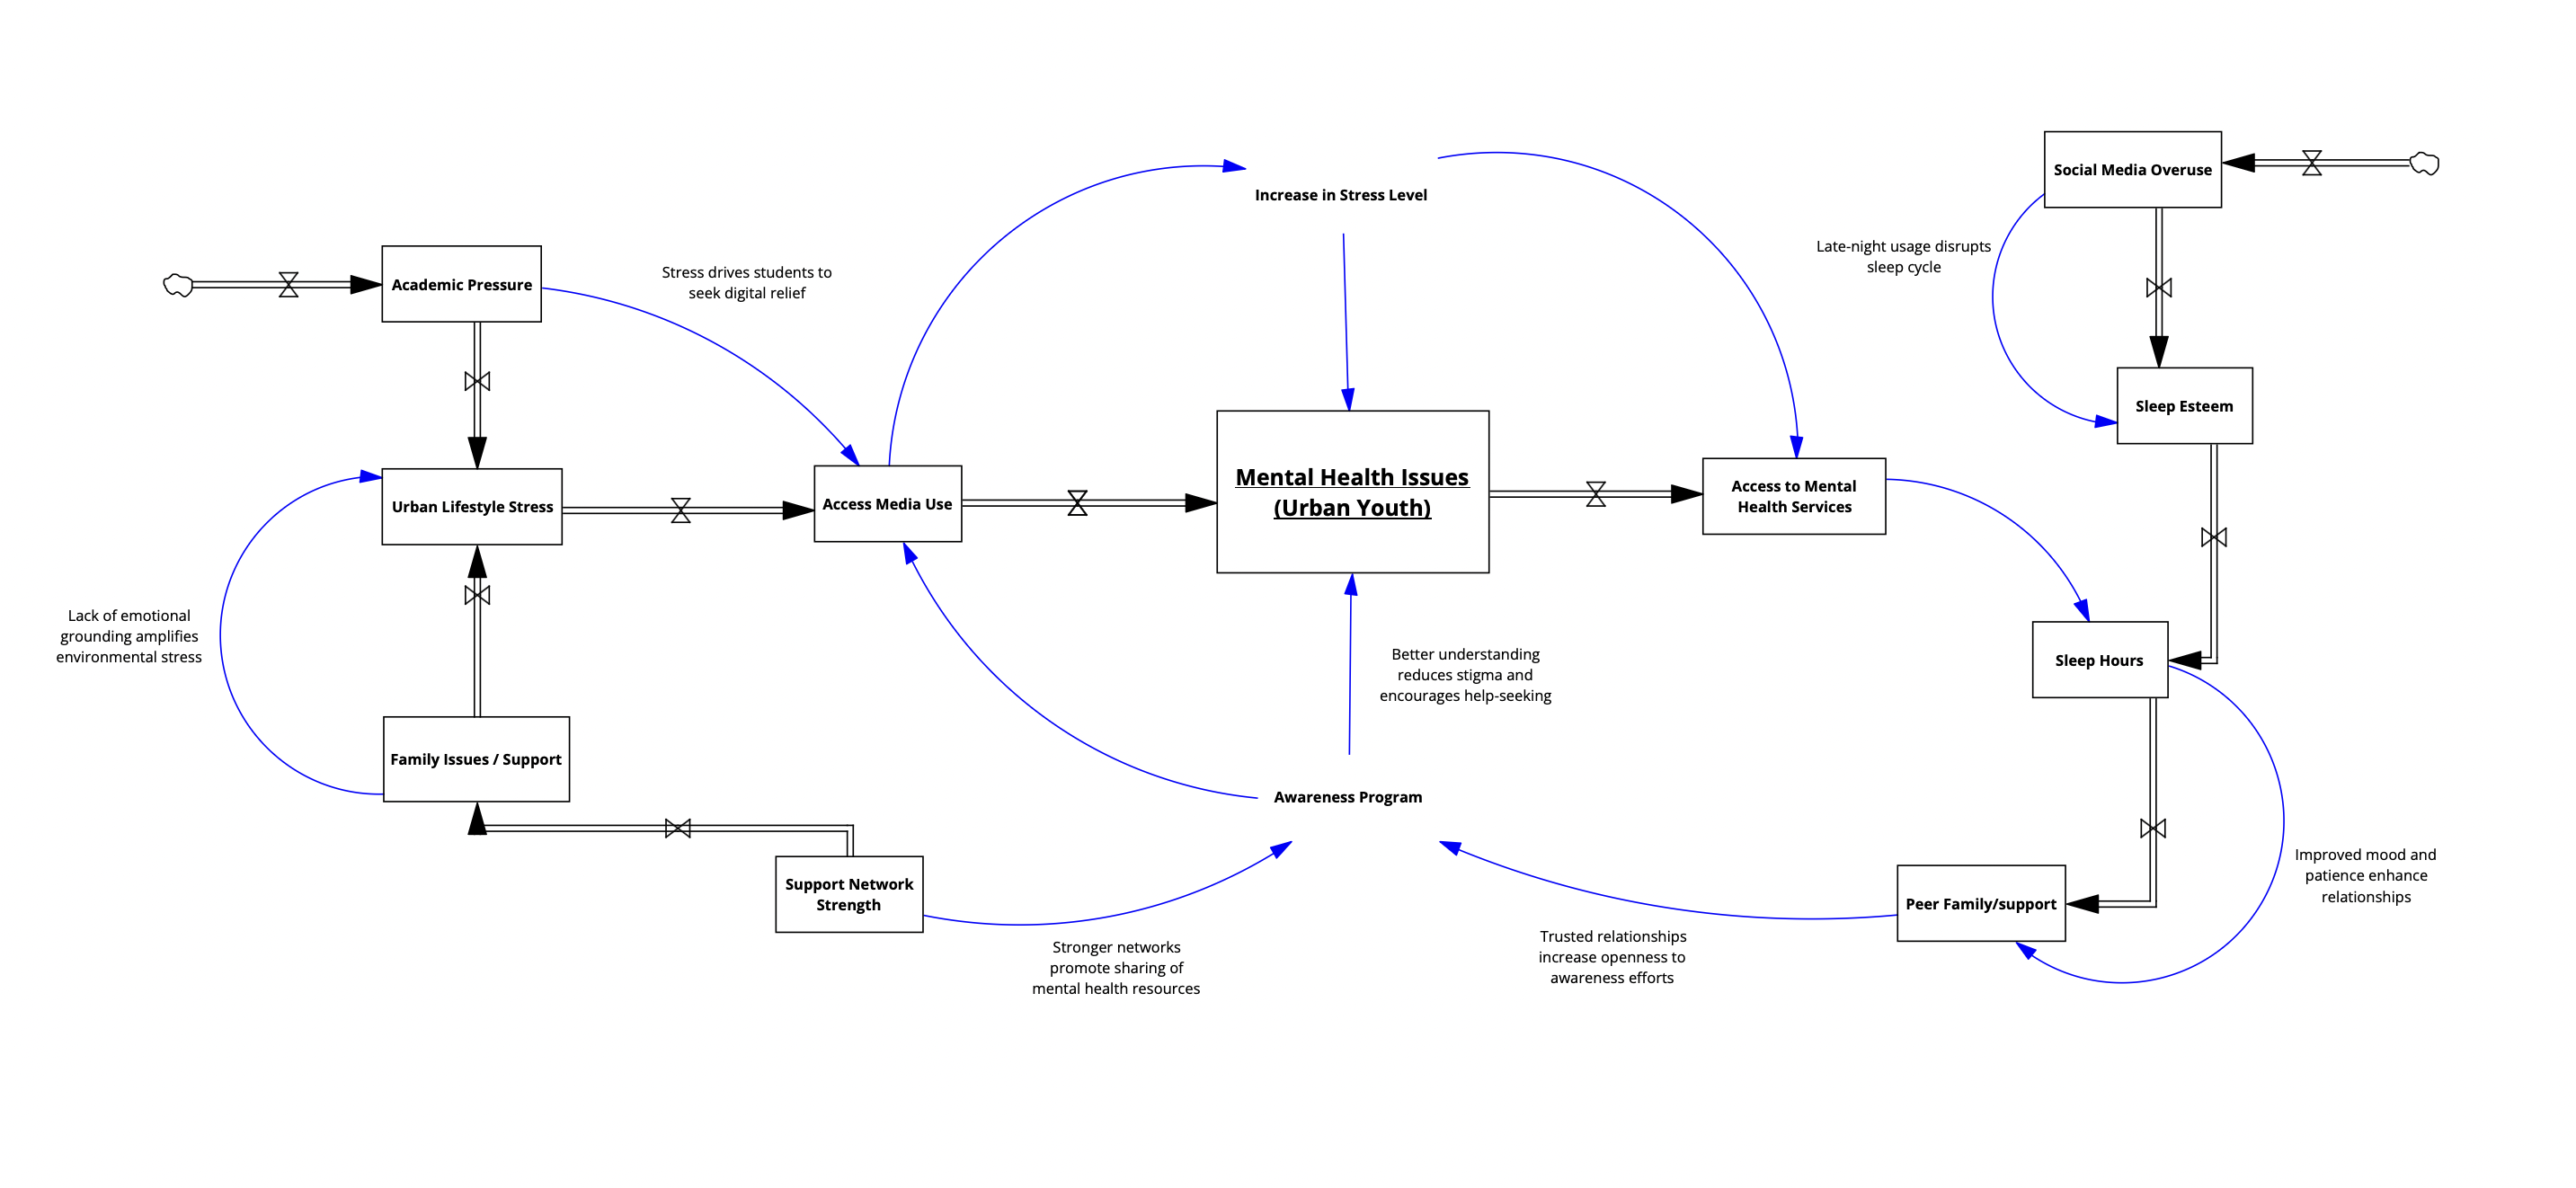 Increase in Stress Level
Social Media Overuse
Late-night usage disrupts
sleep cycle
Academic Pressure
Stress drives students to
seek digital relief
Sleep Esteem
Urban Lifestyle Stress
Access Media Use
Mental Health Issues
(Urban Youth)
Access to Mental
Health Services
Lack of emotional
grounding amplifies
environmental stress
Better understanding
reduces stigma and
encourages help-seeking
Sleep Hours
Family Issues / Support
Awareness Program
Support Network
Strength
Peer Family/support
Improved mood and
patience enhance
relationships
Stronger networks
promote sharing of
mental health resources
Trusted relationships
increase openness to
awareness efforts